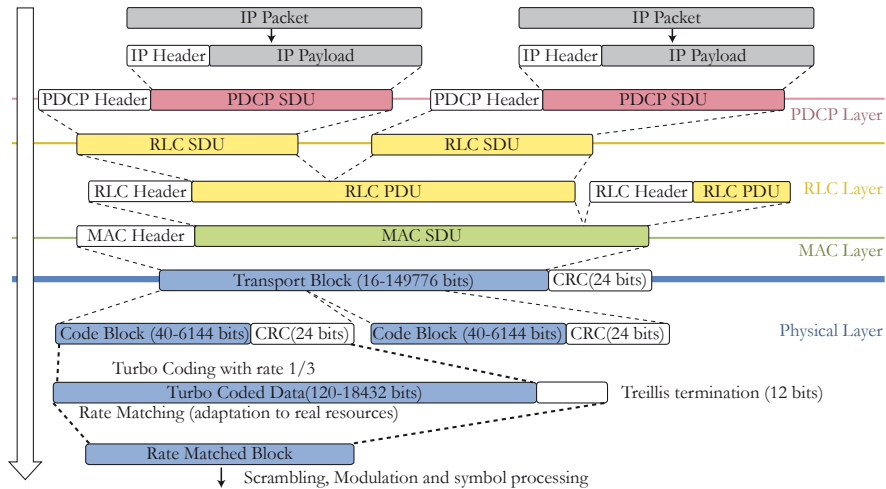 IP Packet IP Packet
IP Header IP Payload IP Header IP Payload
PDCP Header PDCP SDU PDCP Header PDCP SDU
PDCP Layer
RLC SDU RLC SDU
RLC Header RLC PDU RLC Header RLC PDU
RLC Layer
MAC Header MAC SDU
MAC Layer
Transport Block (16-149776 bits) CRC(24 bits)
Code Block (40-6144 bits) CRC(24 bits) Code Block (40-6144 bits) CRC(24 bits)
Physical Layer
Turbo Coding with rate 1/3
Turbo Coded Data(120-18432 bits) Treillis termination (12 bits)
Rate Matching (adaptation to real resources)
Rate Matched Block
Scrambling, Modulation and symbol processing